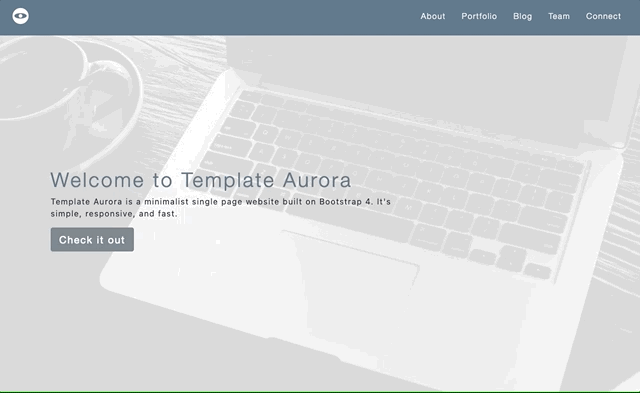 About Portfolio Blog Team Connect
Welcome to Template Aurora
Template Aurora is a minimalist single page website built on Bootstrap 4. It's
simple, responsive, and fast.
Check it out